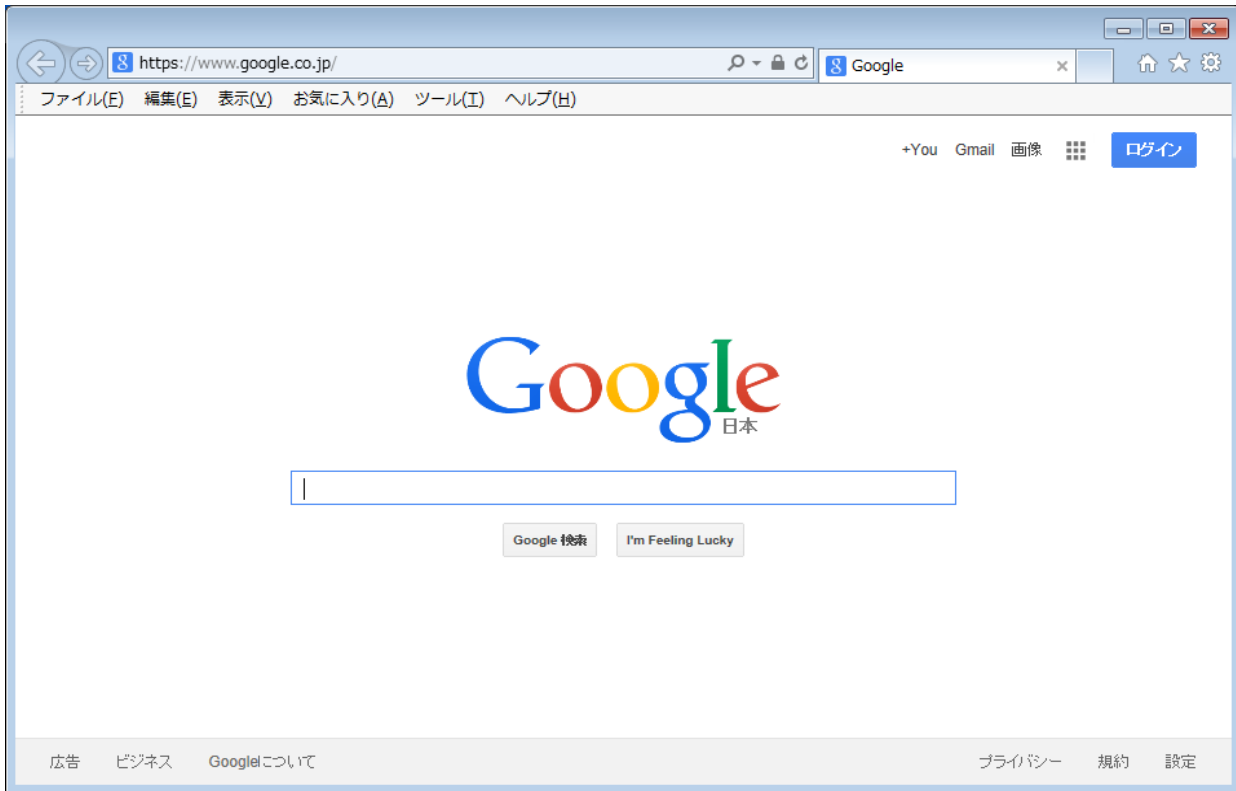 https://www.google.co.jp/ Google
ファイル(F) 編集(E) 表示(V) お気に入り(A) ツール(T) ヘルプ(H)
+You Gmail 画像 ログイン
Google
日本
Google 検索 I'm Feeling Lucky
広告 ビジネス Googleについて プライバシー 規約 設定